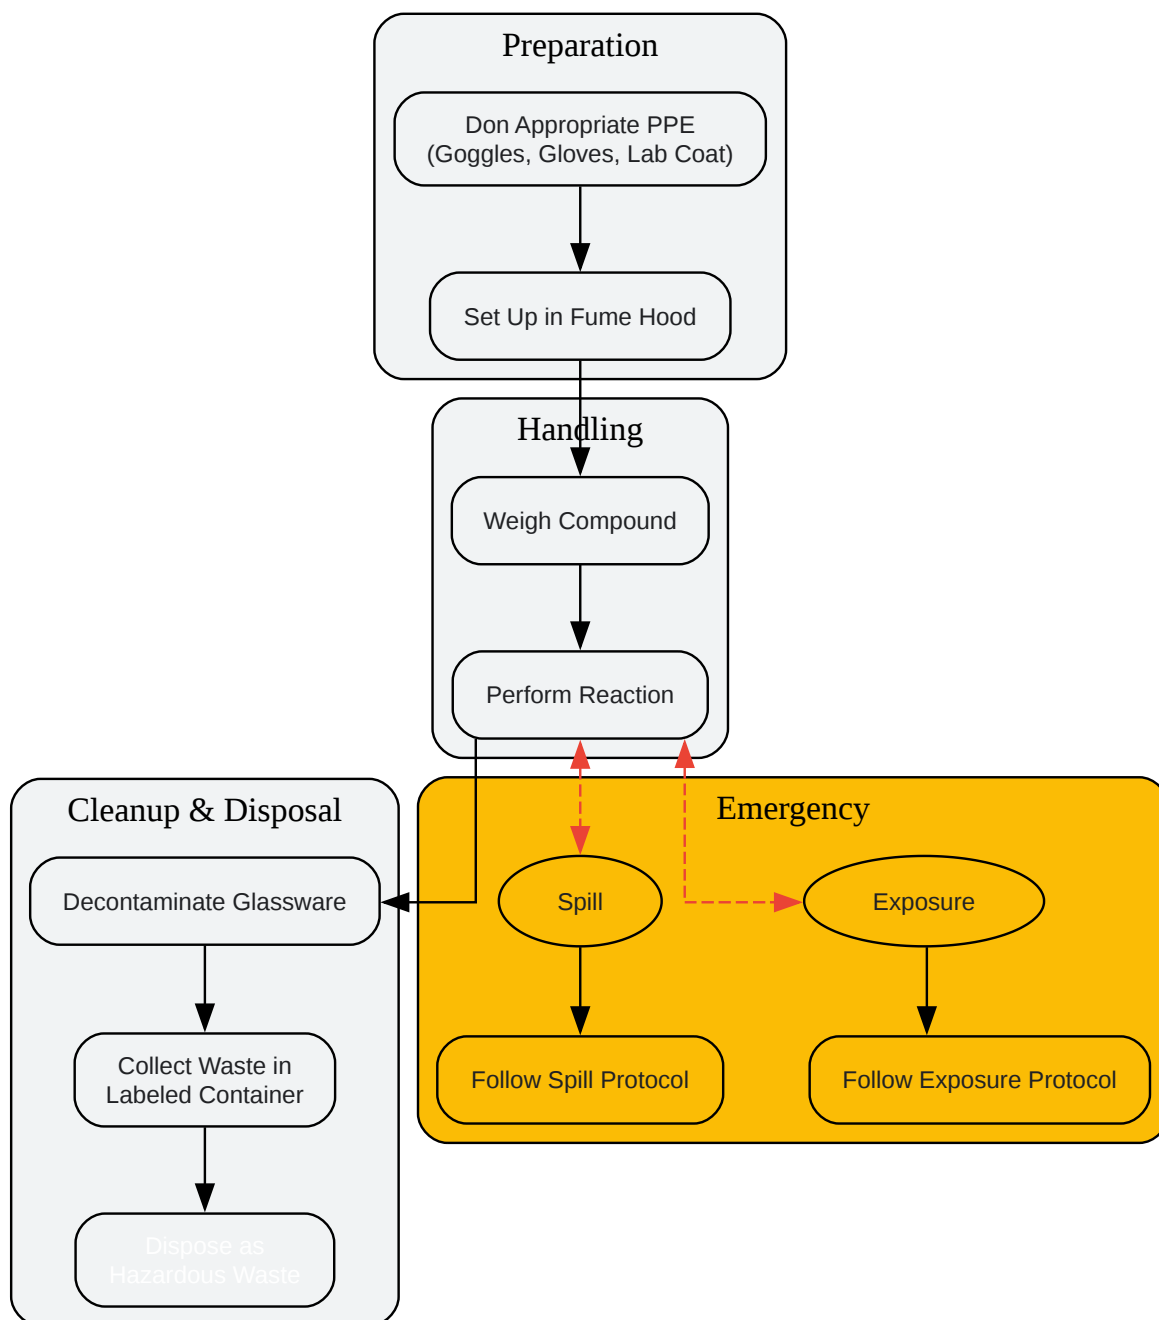 Preparation
Don Appropriate PPE
(Goggles, Gloves, Lab Coat)
Set Up in Fume Hood
Handling
Weigh Compound
Perform Reaction
Cleanup & Disposal
Decontaminate Glassware
Collect Waste in
Labeled Container
Dispose as
Hazardous Waste
Emergency
Spill
Exposure
Follow Spill Protocol
Follow Exposure Protocol